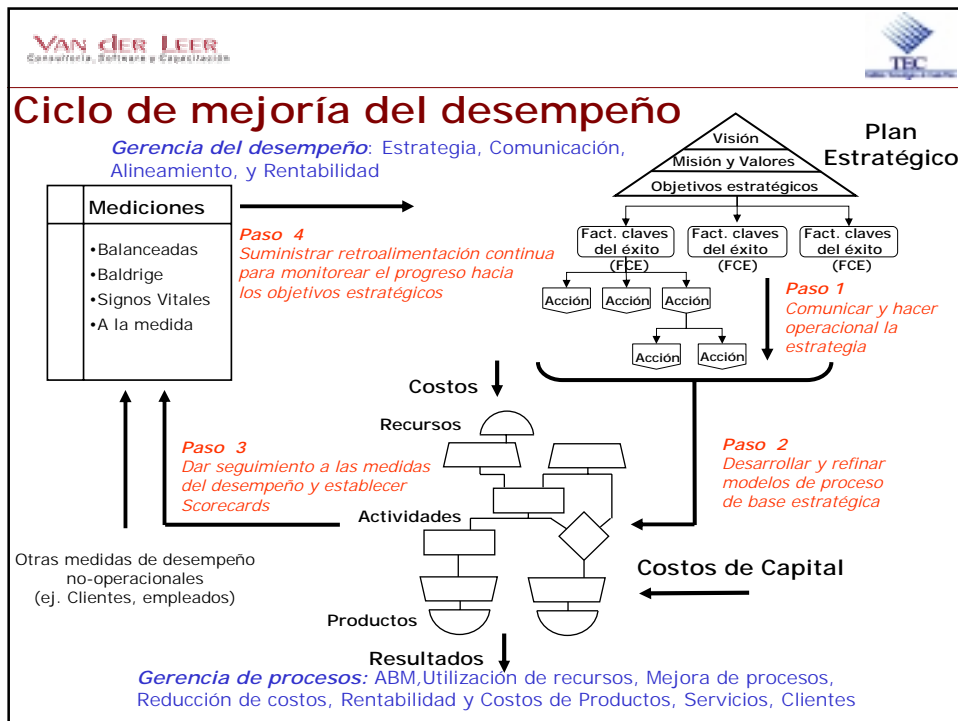 VAN dER LEER
Consultoría, Software y Capacitación
TEC
Ciclo de mejoría del desempeño
Gerencia del desempeño: Estrategia, Comunicación,
Alineamiento, y Rentabilidad
Plan
Estratégico
Visión
Misión y Valores
Objetivos estratégicos
Mediciones
•Balanceadas
•Baldrige
•Signos Vitales
•A la medida
Paso 4
Suministrar retroalimentación continua
para monitorear el progreso hacia
los objetivos estratégicos
Fact. claves
del éxito
(FCE)
Fact. claves
del éxito
(FCE)
Fact. claves
del éxito
(FCE)
Acción
Acción
Acción
Acción
Acción
Paso 1
Comunicar y hacer
operacional la
estrategia
Costos
Recursos
Paso 3
Dar seguimiento a las medidas
del desempeño y establecer
Scorecards
Paso 2
Desarrollar y refinar
modelos de proceso
de base estratégica
Actividades
Otras medidas de desempeño
no-operacionales
(ej. Clientes, empleados)
Costos de Capital
Productos
Resultados
Gerencia de procesos: ABM,Utilización de recursos, Mejora de procesos,
Reducción de costos, Rentabilidad y Costos de Productos, Servicios, Clientes